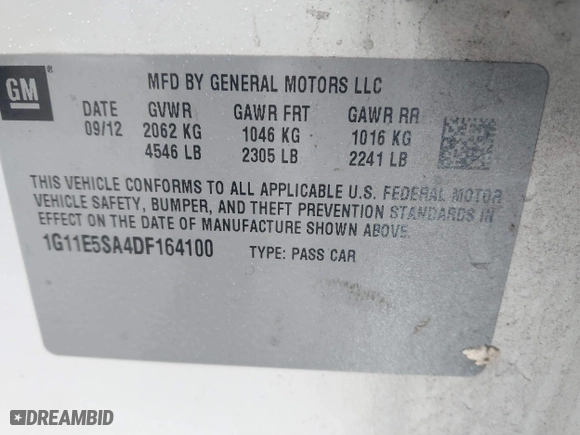 GM ®
MFD BY GENERAL MOTORS LLC
DATE GVWR GAWR FRT GAWR RR
09/12 2062 KG 1046 KG 1016 KG
4546 LB 2305 LB 2241 LB
THIS VEHICLE CONFORMS TO ALL APPLICABLE U.S. FEDERAL MOTOR
VEHICLE SAFETY, BUMPER, AND THEFT PREVENTION STANDARDS IN
EFFECT ON THE DATE OF MANUFACTURE SHOWN ABOVE.
1G11E5SA4DF164100 TYPE: PASS CAR
DREAMBID